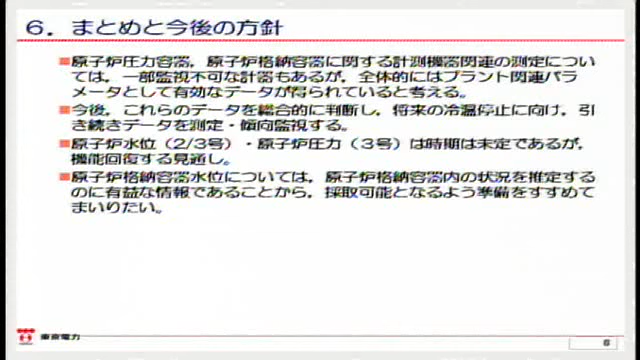 6．まとめと今後の方針
原子炉圧力容器，原子炉格納容器に関する計測機器関連の測定につい
ては，一部監視不可な計器もあるが，全体的にはプラント関連パラ
メータとして有効なデータが得られていると考える。
今後，これらのデータを総合的に判断し，将来の冷温停止に向け，引
き続きデータを測定・傾向監視する。
原子炉水位（2/3号）・原子炉圧力（３号）は時期は未定であるが，
機能回復する見通し。
原子炉格納容器水位については，原子炉格納容器内の状況を推定する
のに有益な情報であることから，採取可能となるよう準備をすすめて
まいりたい。
東京電力
6